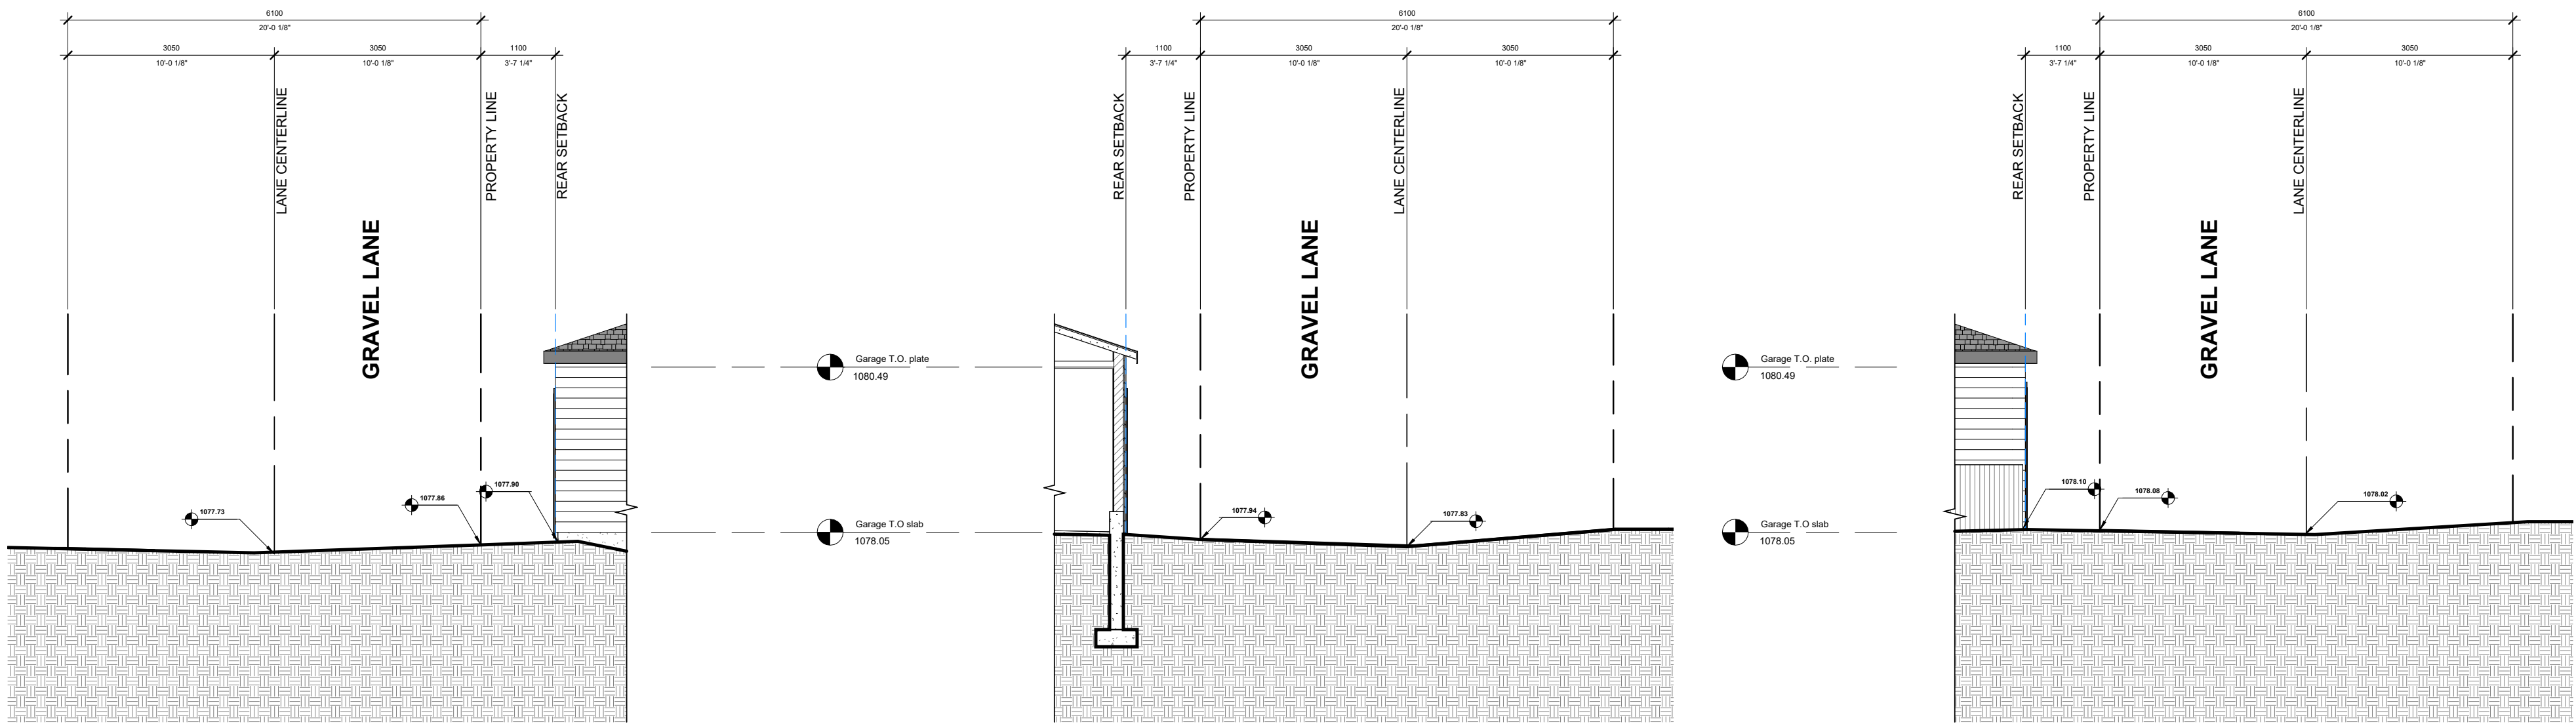 6100
20'-0 1/8"
3050
10'-0 1/8"
3050
10'-0 1/8"
1100
3'-7 1/4"
LANE CENTERLINE
PROPERTY LINE
REAR SETBACK
GRAVEL LANE
1077.73
1077.86
1077.90
Garage T.O. plate
1080.49
Garage T.O slab
1078.05
6100
20'-0 1/8"
1100
3'-7 1/4"
3050
10'-0 1/8"
3050
10'-0 1/8"
REAR SETBACK
PROPERTY LINE
LANE CENTERLINE
GRAVEL LANE
1077.94
1077.83
Garage T.O. plate
1080.49
Garage T.O slab
1078.05
6100
20'-0 1/8"
1100
3'-7 1/4"
3050
10'-0 1/8"
3050
10'-0 1/8"
REAR SETBACK
PROPERTY LINE
LANE CENTERLINE
GRAVEL LANE
1078.10
1078.08
1078.02